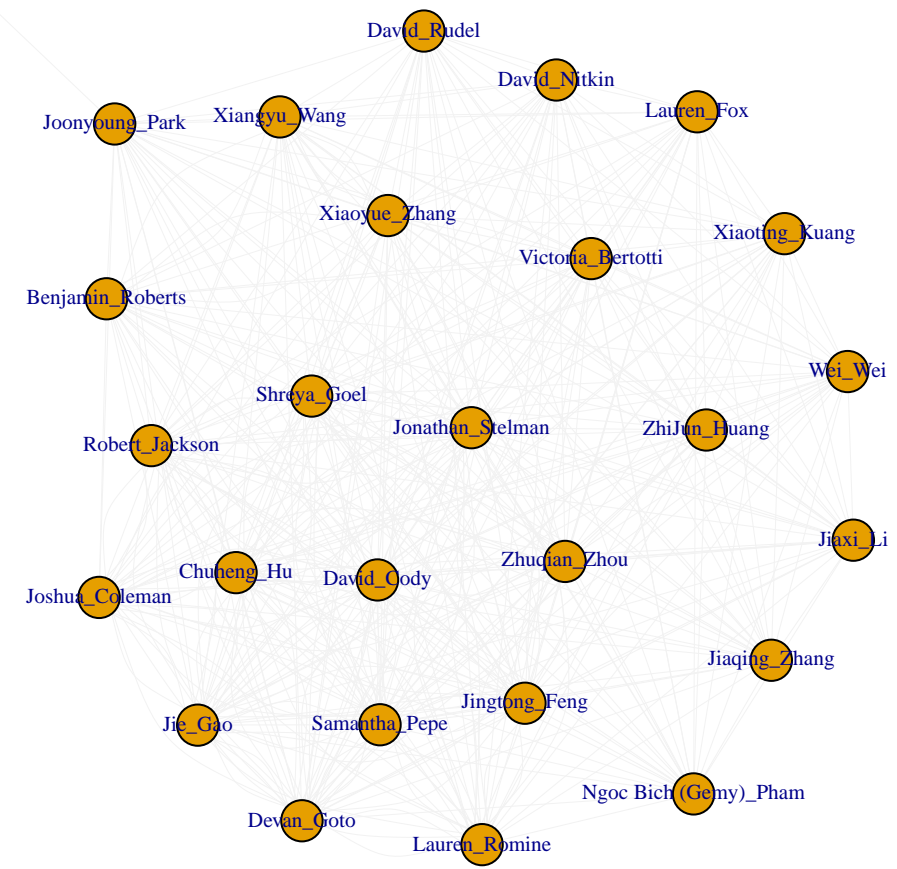 David_Rudel
David_Nitkin
Lauren_Fox
Joonyoung_Park
Xiangyu_Wang
Xiaoyue_Zhang
Xiaoting_Kuang
Victoria_Bertotti
Benjamin_Roberts
Wei_Wei
Shreya_Goel
Jonathan_Stelman
ZhiJun_Huang
Robert_Jackson
Jiaxi_Li
Zhuqian_Zhou
Chuheng_Hu
David_Cody
Joshua_Coleman
Jiaqing_Zhang
Jingtong_Feng
Jie_Gao
Samantha_Pepe
Ngoc Bich (Gemy)_Pham
Devan_Goto
Lauren_Romine